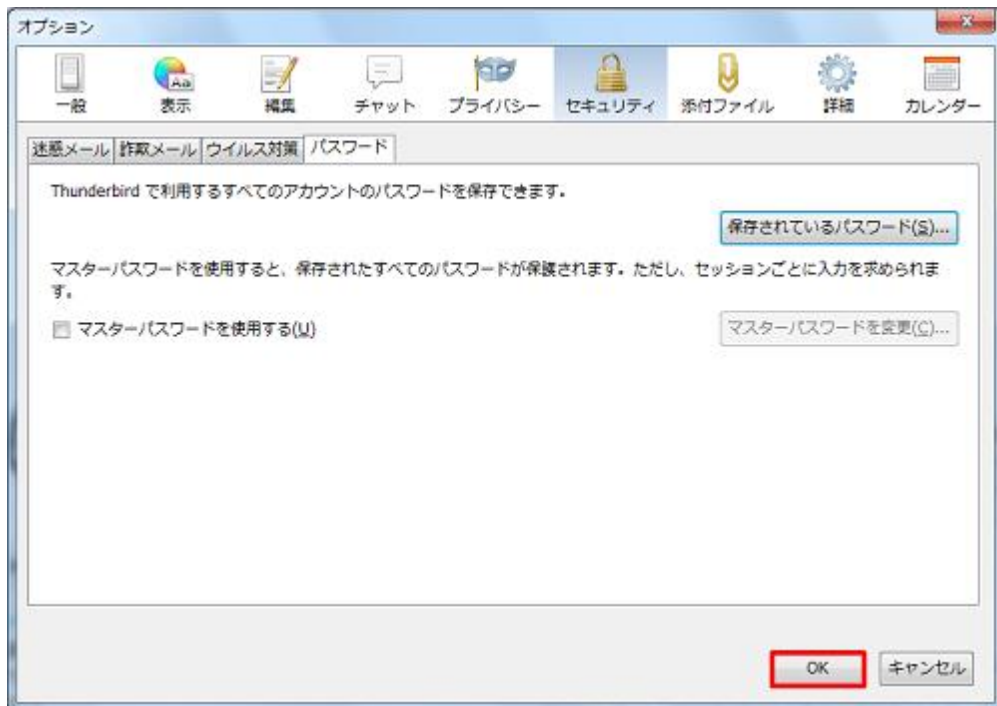 オプション
一般 表示 編集 チャット プライバシー セキュリティ 添付ファイル 詳細 カレンダー
迷惑メール 詐欺メール ウイルス対策 パスワード
Thunderbird で利用するすべてのアカウントのパスワードを保存できます。
保存されているパスワード(S)...
マスターパスワードを使用すると、保存されたすべてのパスワードが保護されます。ただし、セッションごとに入力を求められま
す。
マスターパスワードを使用する(U) マスターパスワードを変更(C)...
OK キャンセル